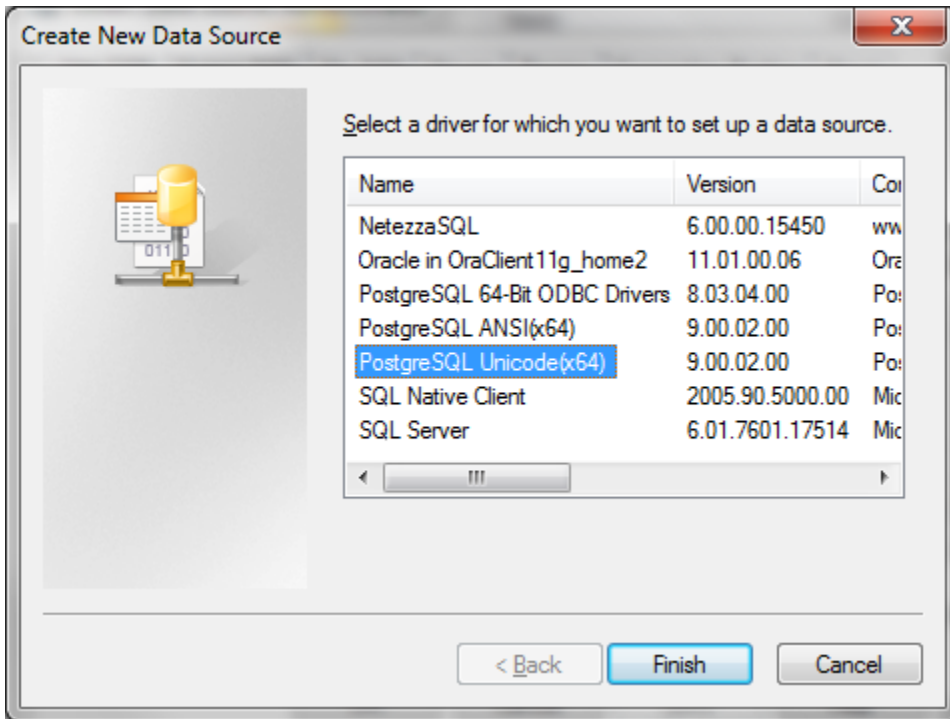 Create New Data Source
Select a driver for which you want to set up a data source.
Name Version
NetezzaSQL 6.00.00.15450
Oracle in OraClient11g_home2 11.01.00.06
PostgreSQL 64-Bit ODBC Drivers 8.03.04.00
PostgreSQL ANSI(x64) 9.00.02.00
PostgreSQL Unicode(x64) 9.00.02.00
SQL Native Client 2005.90.5000.00
SQL Server 6.01.7601.17514
< Back Finish Cancel